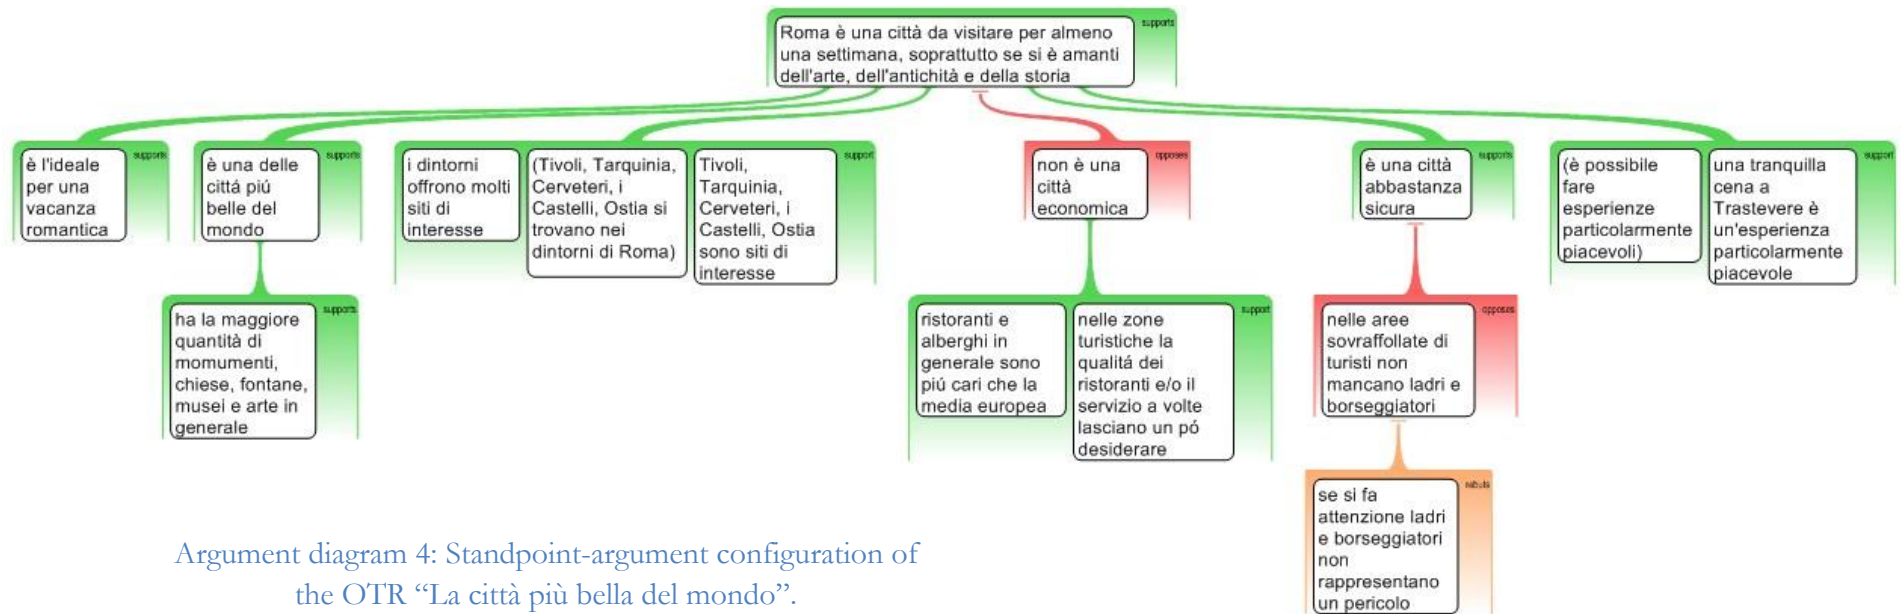 Roma è una città da visitare per almeno
una settimana, soprattutto se si è amanti
dell'arte, dell'antichità e della storia
supports
è l'ideale
per una
vacanza
romantica
supports
è una delle
cittá piú
belle del
mondo
supports
i dintorni
offrono molti
siti di
interesse
(Tivoli, Tarquinia,
Cerveteri, i
Castelli, Ostia si
trovano nei
dintorni di Roma)
Tivoli,
Tarquinia,
Cerveteri, i
Castelli, Ostia
sono siti di
interesse
support
non è una
città
economica
opposes
è una città
abbastanza
sicura
supports
(è possibile
fare
esperienze
particolarmente
piacevoli)
una tranquilla
cena a
Trastevere è
un'esperienza
particolarmente
piacevole
support
ha la maggiore
quantità di
momumenti,
chiese, fontane,
musei e arte in
generale
supports
ristoranti e
alberghi in
generale sono
piú cari che la
media europea
nelle zone
turistiche la
qualitá dei
ristoranti e/o il
servizio a volte
lasciano un pó
desiderare
support
nelle aree
sovraffollate di
turisti non
mancano ladri e
borseggiatori
opposes
se si fa
attenzione ladri
e borseggiatori
non
rappresentano
un pericolo
rebuts
Argument diagram 4: Standpoint-argument configuration of
the OTR “La città più bella del mondo”.